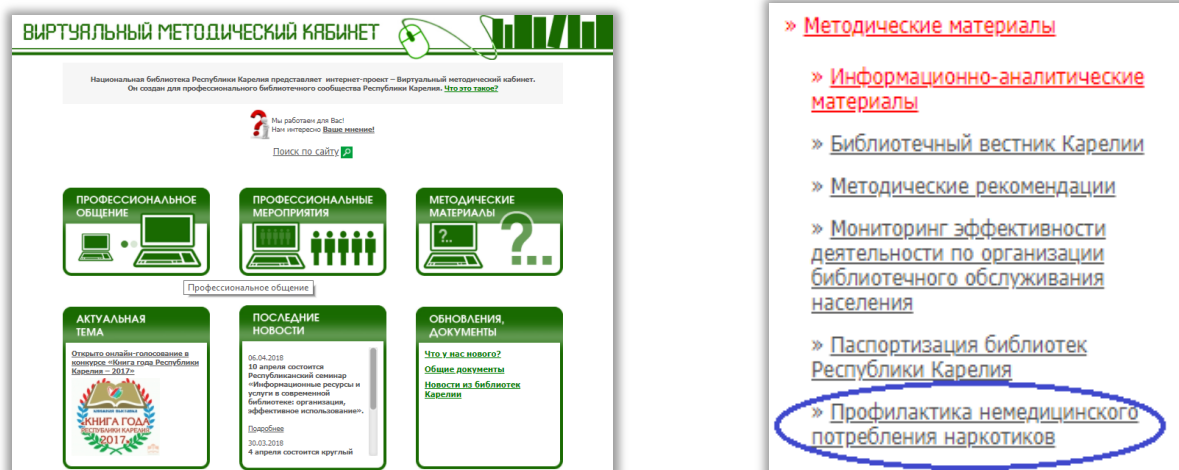 ВИРТУАЛЬНЫЙ МЕТОДИЧЕСКИЙ КАБИНЕТ
Национальная библиотека Республики Карелия представляет интернет-проект – Виртуальный методический кабинет.
Он создан для профессионального библиотечного сообщества Республики Карелия. Что это такое?
Мы работаем для Вас!
Нам интересно Ваше мнение!
Поиск по сайту
ПРОФЕССИОНАЛЬНОЕ
ОБЩЕНИЕ
ПРОФЕССИОНАЛЬНЫЕ
МЕРОПРИЯТИЯ
МЕТОДИЧЕСКИЕ
МАТЕРИАЛЫ
?..
?...
Профессиональное общение
АКТУАЛЬНАЯ
ТЕМА
Открыто онлайн-голосование в
конкурсе «Книга года Республики
Карелия – 2017»
КНИГА ГОДА
РЕСПУБЛИКИ КАРЕЛИЯ
2017
ПОСЛЕДНИЕ
НОВОСТИ
06.04.2018
10 апреля состоится
Республиканский семинар
«Информационные ресурсы и
услуги в современной
библиотеке: организация,
эффективное использование».
Подробнее
30.03.2018
4 апреля состоится круглый
ОБНОВЛЕНИЯ,
ДОКУМЕНТЫ
Что у нас нового?
Общие документы
Новости из библиотек
Карелии
» Методические материалы
» Информационно-аналитические
материалы
» Библиотечный вестник Карелии
» Методические рекомендации
» Мониторинг эффективности
деятельности по организации
библиотечного обслуживания
населения
» Паспортизация библиотек
Республики Карелия
» Профилактика немедицинского
потребления наркотиков